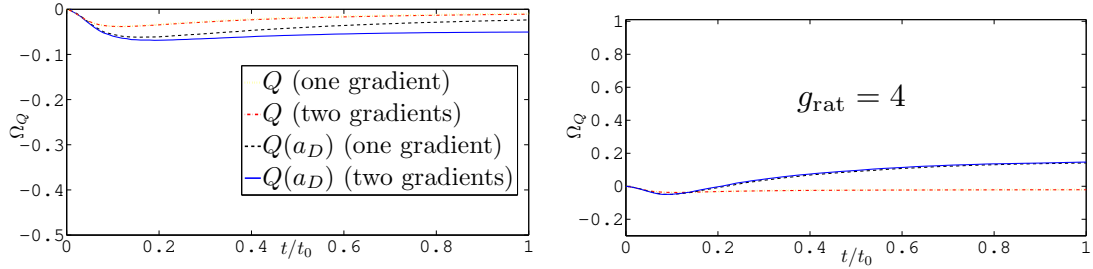 0
-0.1
-0.2
-0.3
-0.4
-0.5
Ω_Q
0 0.2 0.4 0.6 0.8 1
t/t_0
Q (one gradient)
Q (two gradients)
Q(a_D) (one gradient)
Q(a_D) (two gradients)
1
0.8
0.6
0.4
0.2
0
-0.2
Ω_Q
g_rat = 4
0 0.2 0.4 0.6 0.8 1
t/t_0